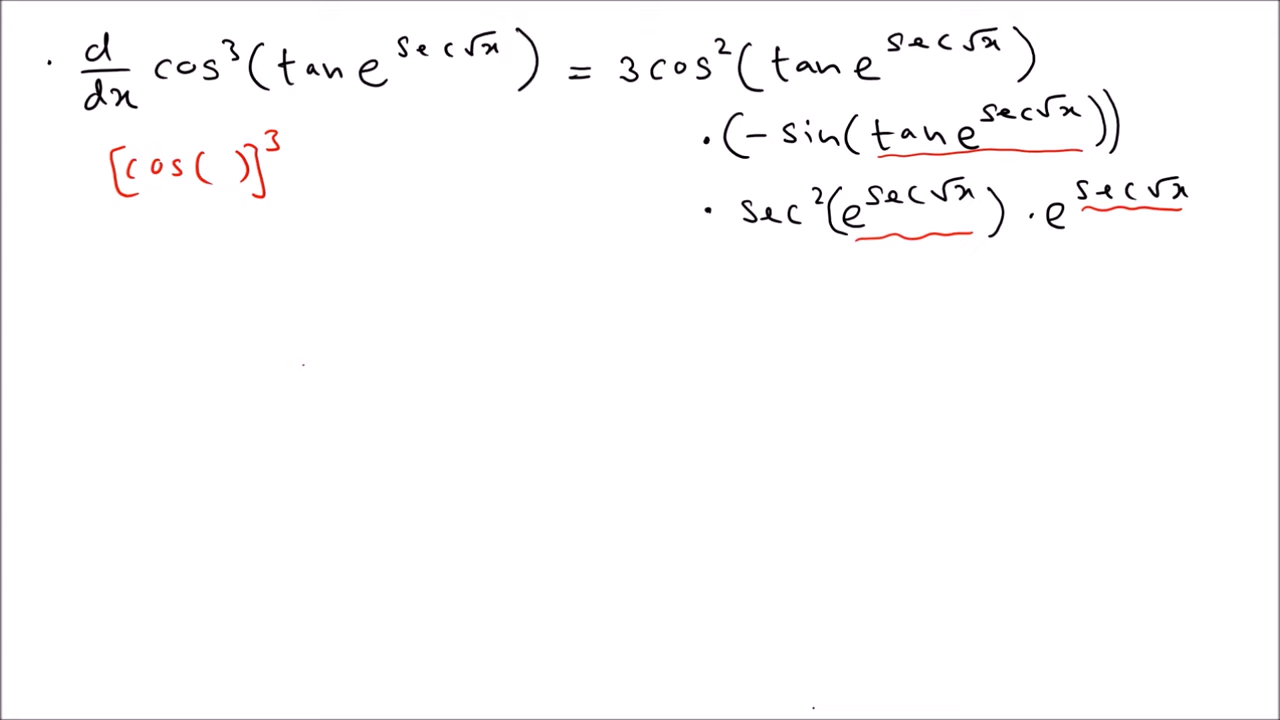 · d/dx cos³(tan e^(sec√x)) = 3cos²(tan e^(sec√x))
·(-sin(tan e^(sec√x)))
[cos( )]³
· sec²(e^(sec√x)) · e^(sec√x)